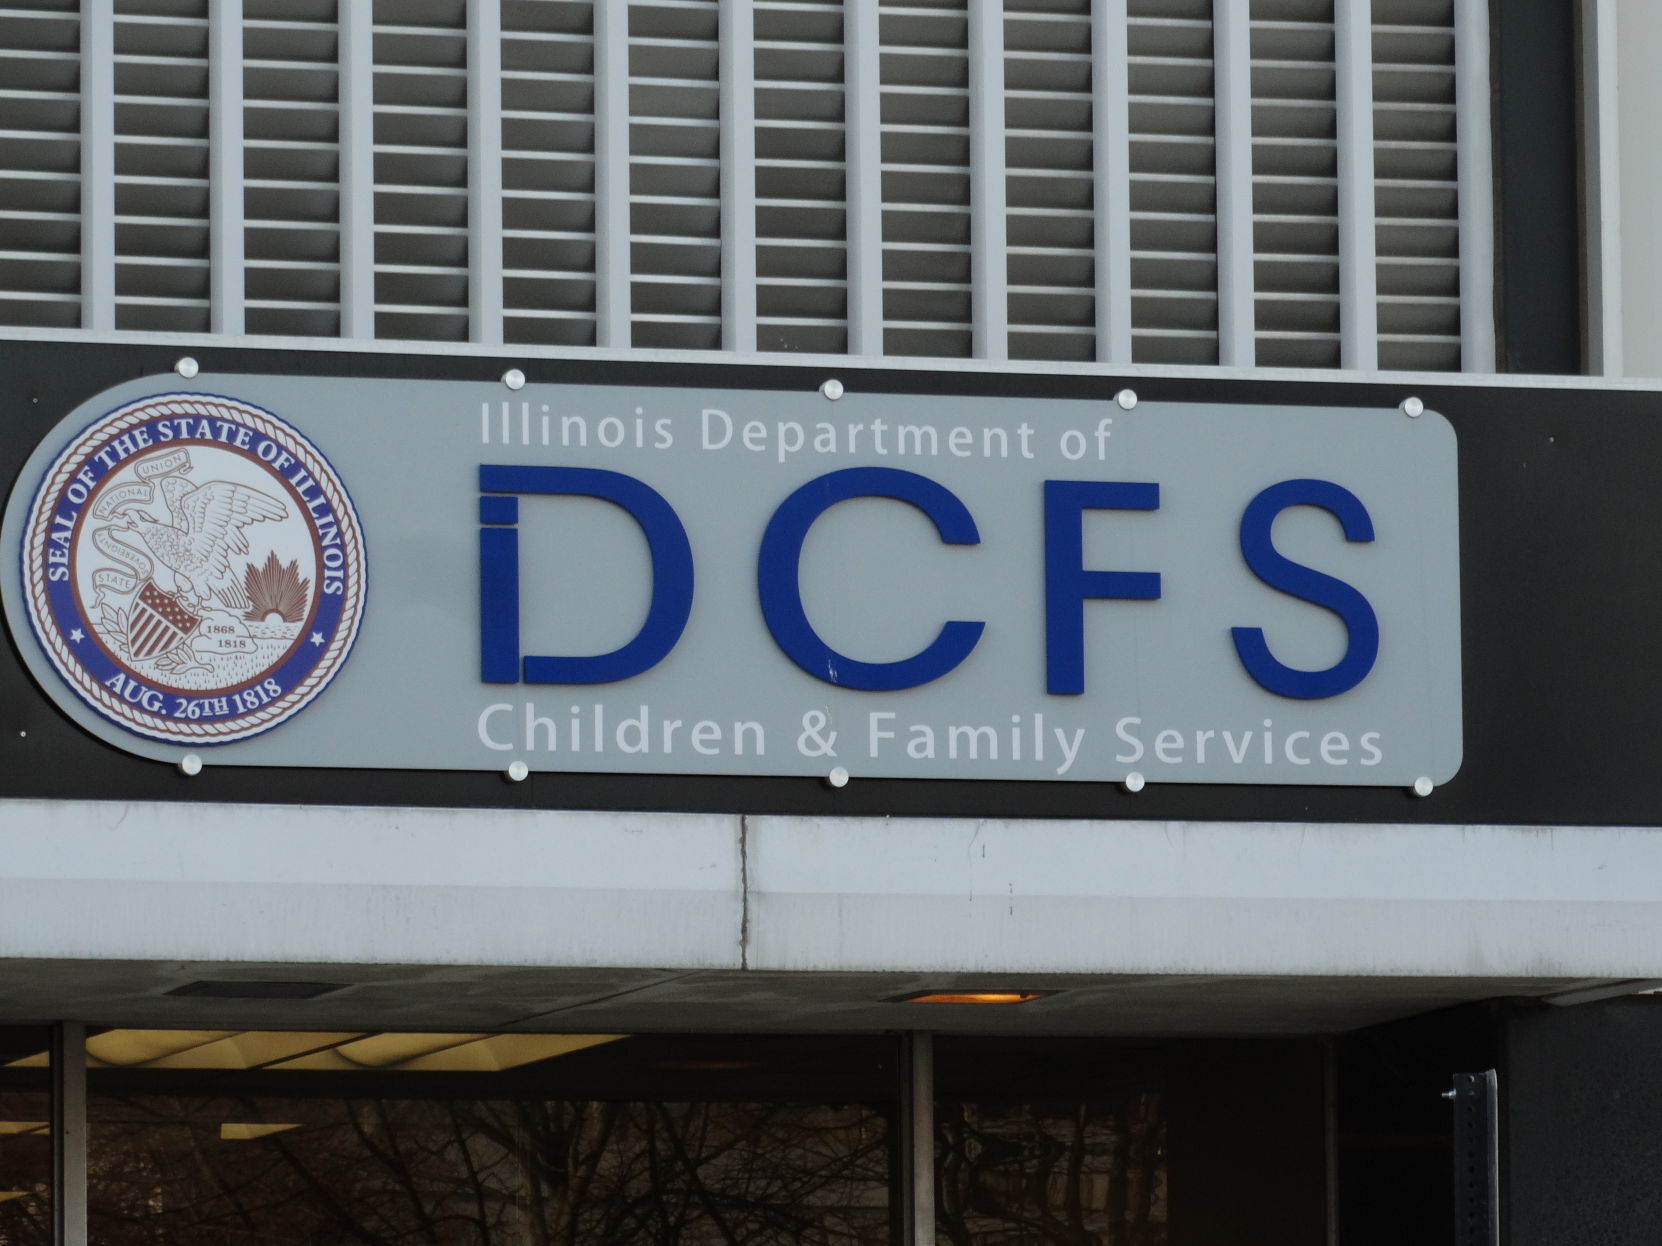 SEAL OF THE STATE OF ILLINOIS
UNION
NATIONAL
SOVEREIGNTY
STATE
1868
1818
AUG. 26TH 1818
Illinois Department of
DCFS
Children & Family Services